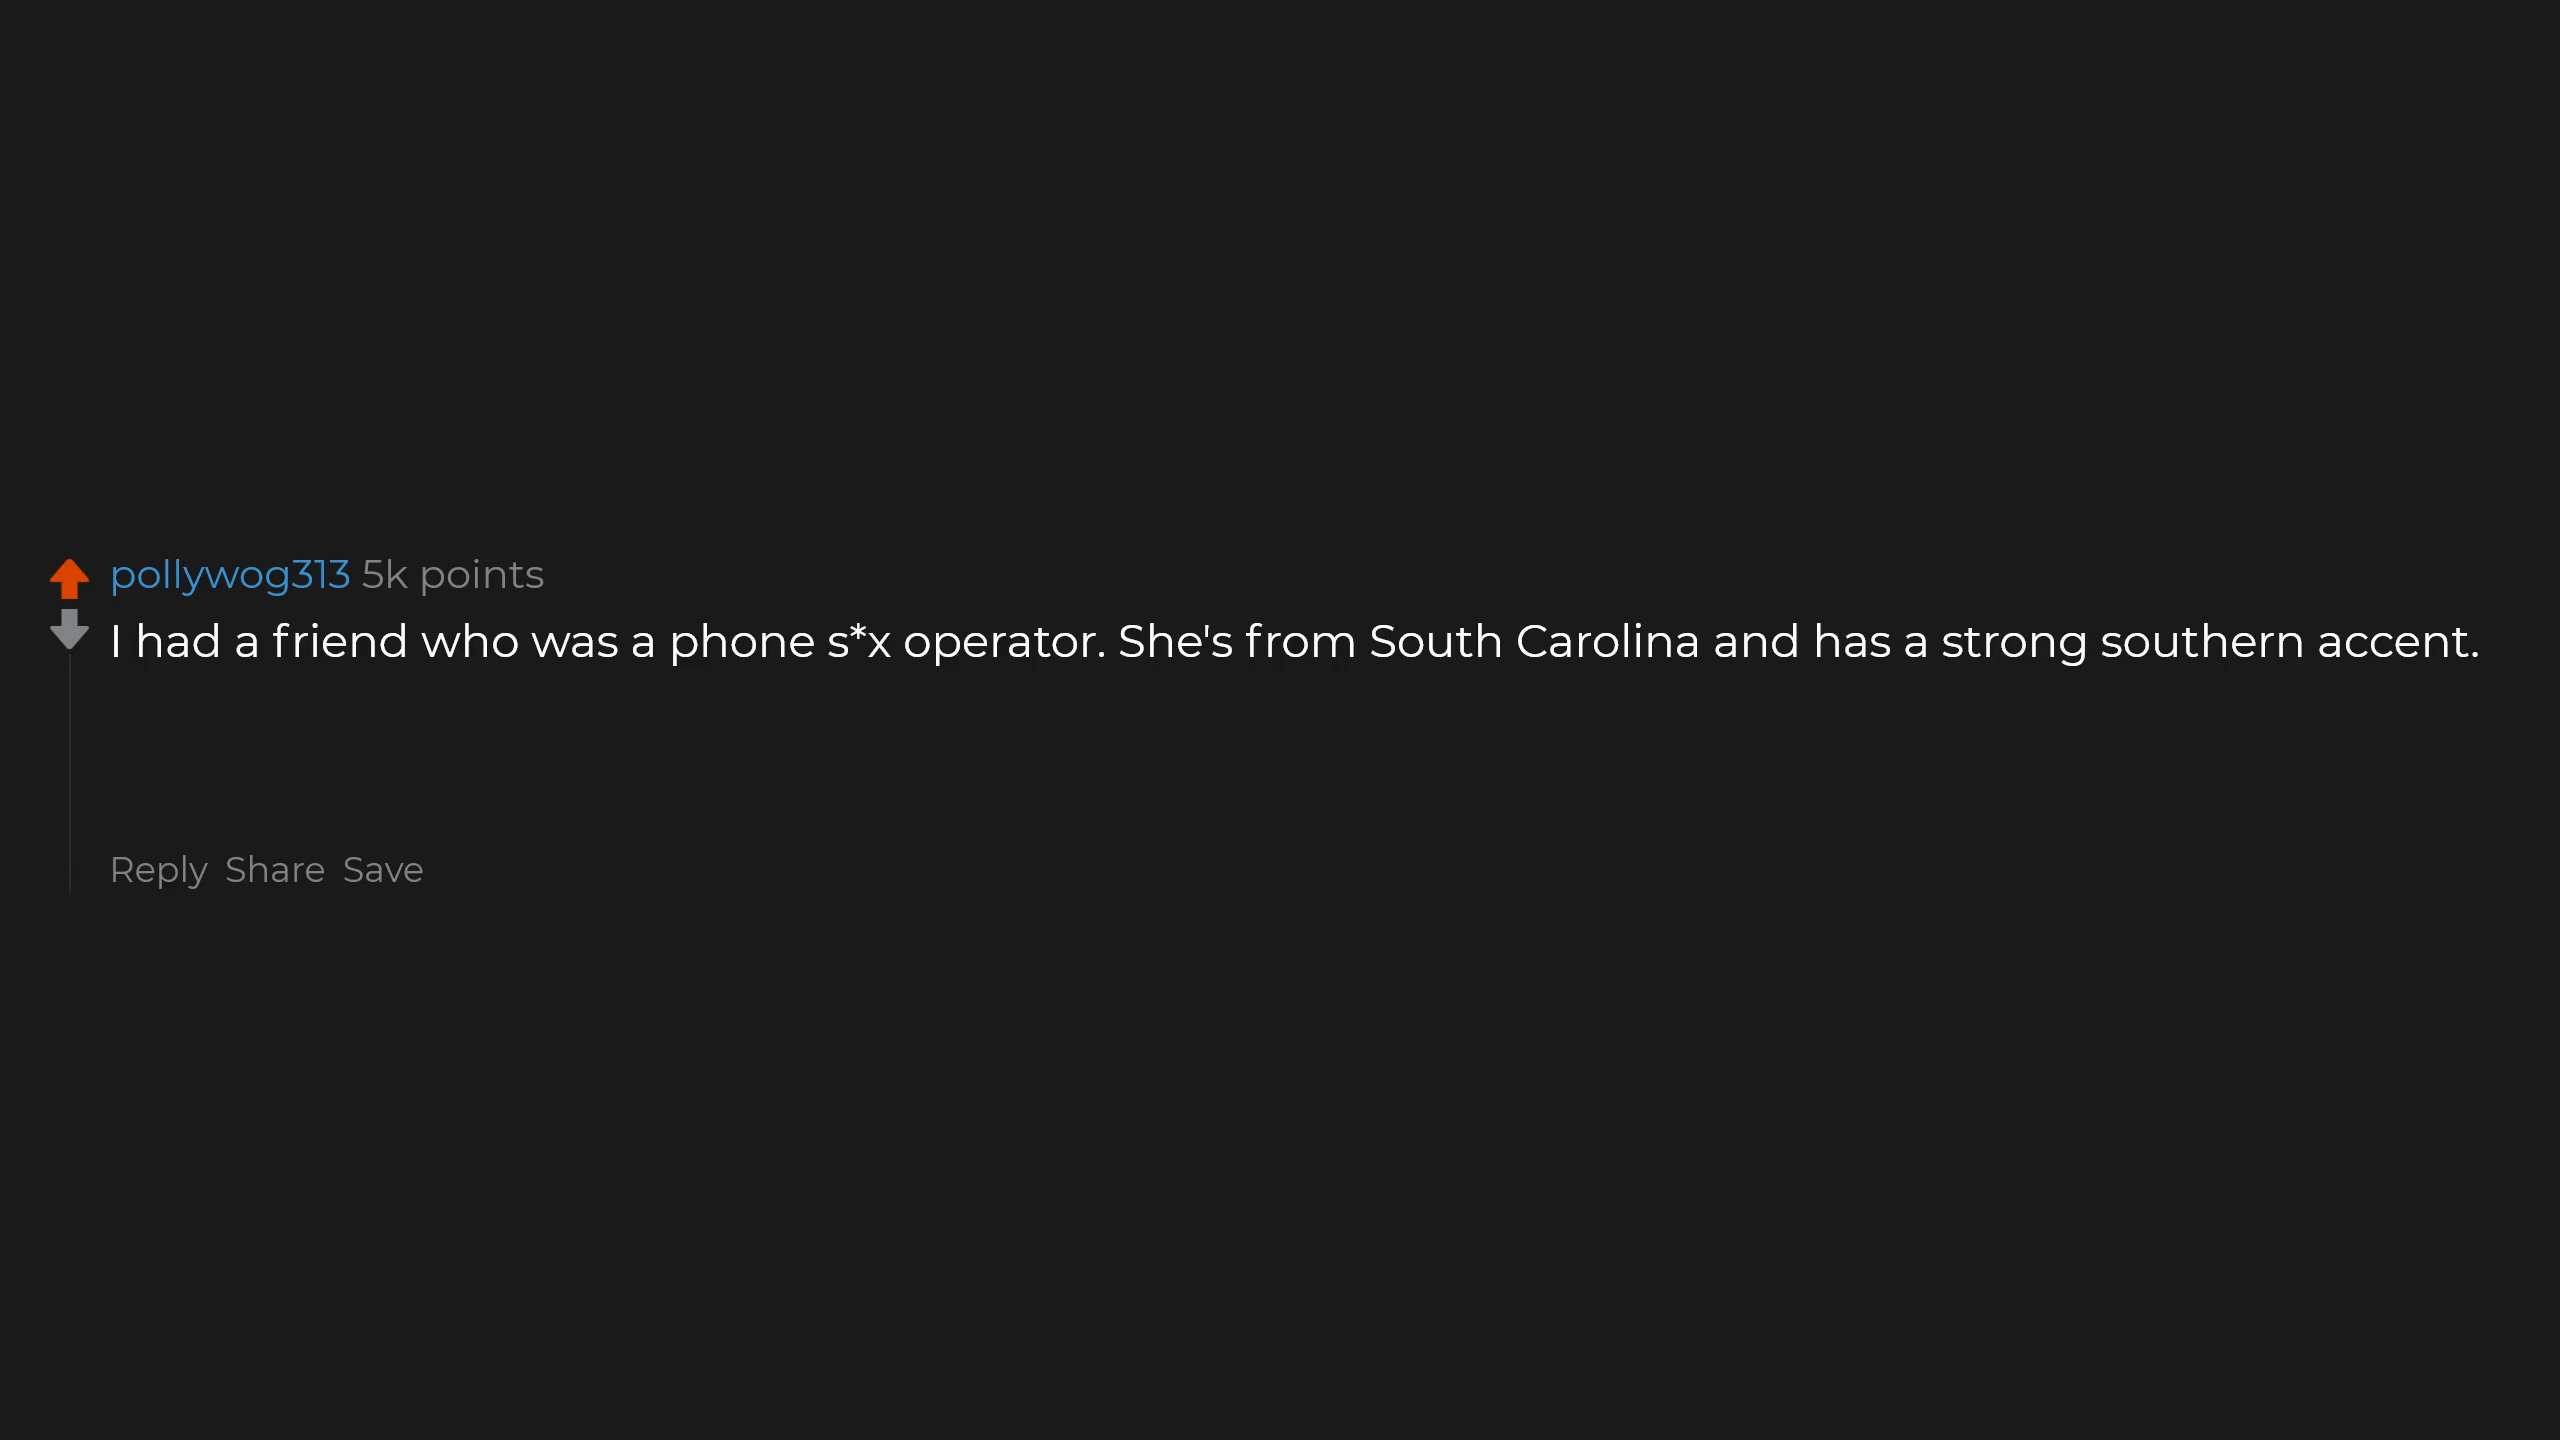 pollywog313 5k points
I had a friend who was a phone s*x operator. She's from South Carolina and has a strong southern accent.
Reply Share Save